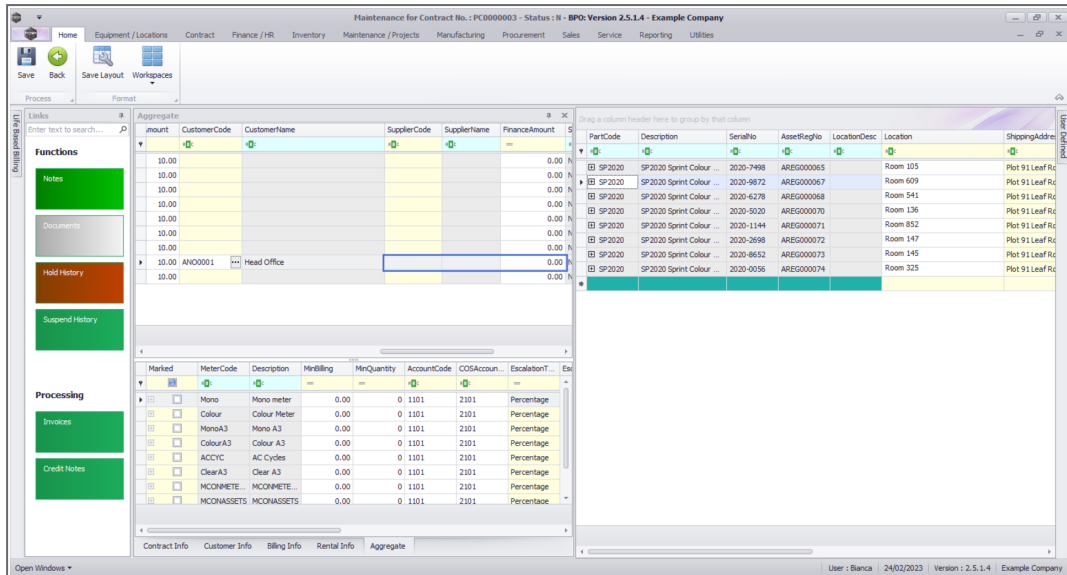 Maintenance for Contract No. : PC0000003 - Status : N - BPO: Version 2.5.1.4 - Example Company
Home Equipment / Locations Contract Finance / HR Inventory Maintenance / Projects Manufacturing Procurement Sales Service Reporting Utilities
Save Back Save Layout Workspaces
Process Format
Life Based Billing
Links
Enter text to search...
Functions
Notes
Documents
Hold History
Suspend History
Processing
Invoices
Credit Notes
Aggregate
mount CustomerCode CustomerName SupplierCode SupplierName FinanceAmount S
=
10.00 0.00 N
10.00 0.00 N
10.00 0.00 N
10.00 0.00 N
10.00 0.00 N
10.00 0.00 N
10.00 0.00 N
10.00 ANO0001 ... Head Office 0.00 N
10.00 0.00 N
Marked MeterCode Description MinBilling MinQuantity AccountCode COSAccoun... EscalationT... Esc
= = =
Mono Mono meter 0.00 0 1101 2101 Percentage
Colour Colour Meter 0.00 0 1101 2101 Percentage
MonoA3 Mono A3 0.00 0 1101 2101 Percentage
ColourA3 Colour A3 0.00 0 1101 2101 Percentage
ACCYC AC Cycles 0.00 0 1101 2101 Percentage
ClearA3 Clear A3 0.00 0 1101 2101 Percentage
MCONMETE... MCONMETE... 0.00 0 1101 2101 Percentage
MCONASSETS MCONASSETS 0.00 0 1101 2101 Percentage
Contract Info Customer Info Billing Info Rental Info Aggregate
Drag a column header here to group by that column
PartCode Description SerialNo AssetRegNo LocationDesc Location ShippingAddre
SP2020 SP2020 Sprint Colour ... 2020-7498 AREG000065 Room 105 Plot 91 Leaf Ro
SP2020 SP2020 Sprint Colour ... 2020-9872 AREG000067 Room 609 Plot 91 Leaf Ro
SP2020 SP2020 Sprint Colour ... 2020-6278 AREG000068 Room 541 Plot 91 Leaf Ro
SP2020 SP2020 Sprint Colour ... 2020-5020 AREG000070 Room 136 Plot 91 Leaf Ro
SP2020 SP2020 Sprint Colour ... 2020-1144 AREG000071 Room 852 Plot 91 Leaf Ro
SP2020 SP2020 Sprint Colour ... 2020-2698 AREG000072 Room 147 Plot 91 Leaf Ro
SP2020 SP2020 Sprint Colour ... 2020-8652 AREG000073 Room 145 Plot 91 Leaf Ro
SP2020 SP2020 Sprint Colour ... 2020-0056 AREG000074 Room 325 Plot 91 Leaf Ro
User Defined
Open Windows
User : Bianca 24/02/2023 Version : 2.5.1.4 Example Company